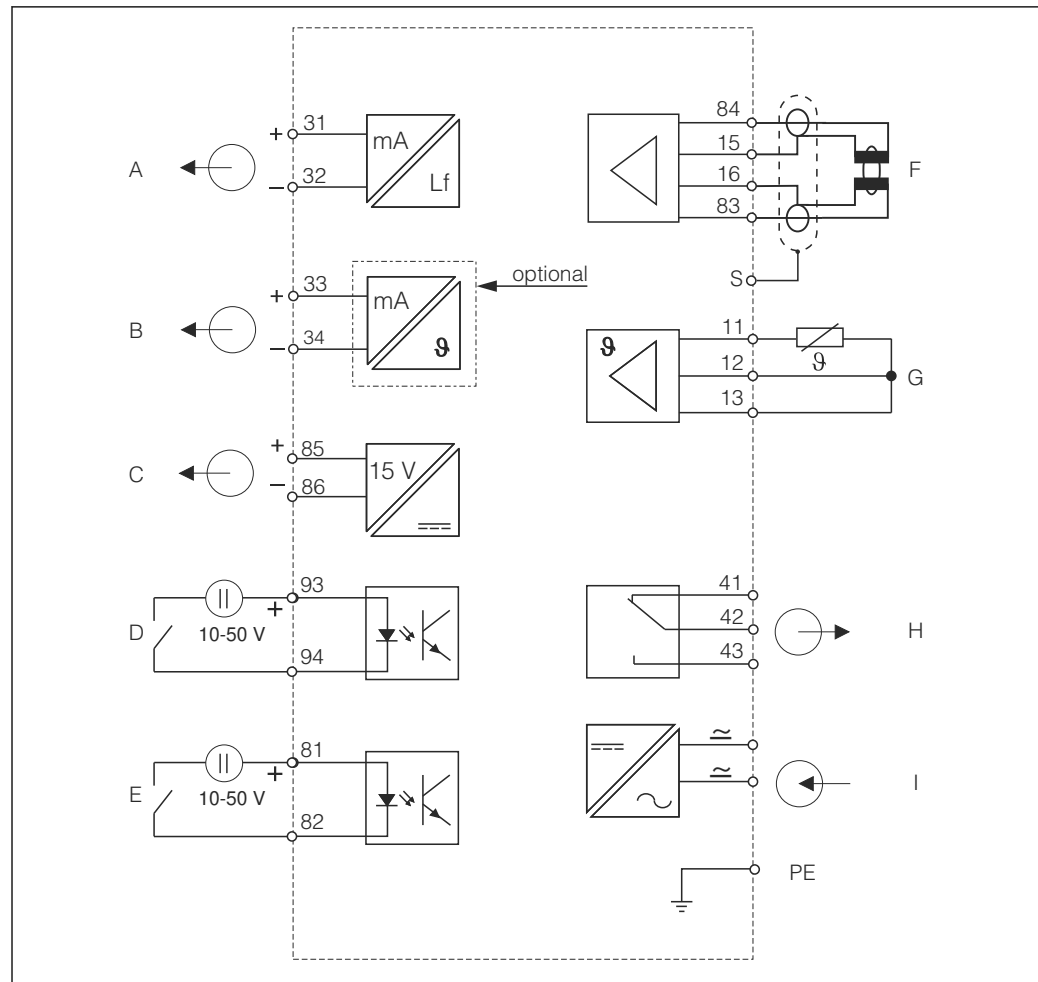 A
+
31
−
32
mA
Lf
B
+
33
−
34
mA
ϑ
optional
C
+
85
−
86
15 V
D
10-50 V
+
93
94
E
10-50 V
+
81
82
84
15
16
83
F
S
ϑ
11
12
13
ϑ
G
41
42
43
H
≃
≃
I
PE